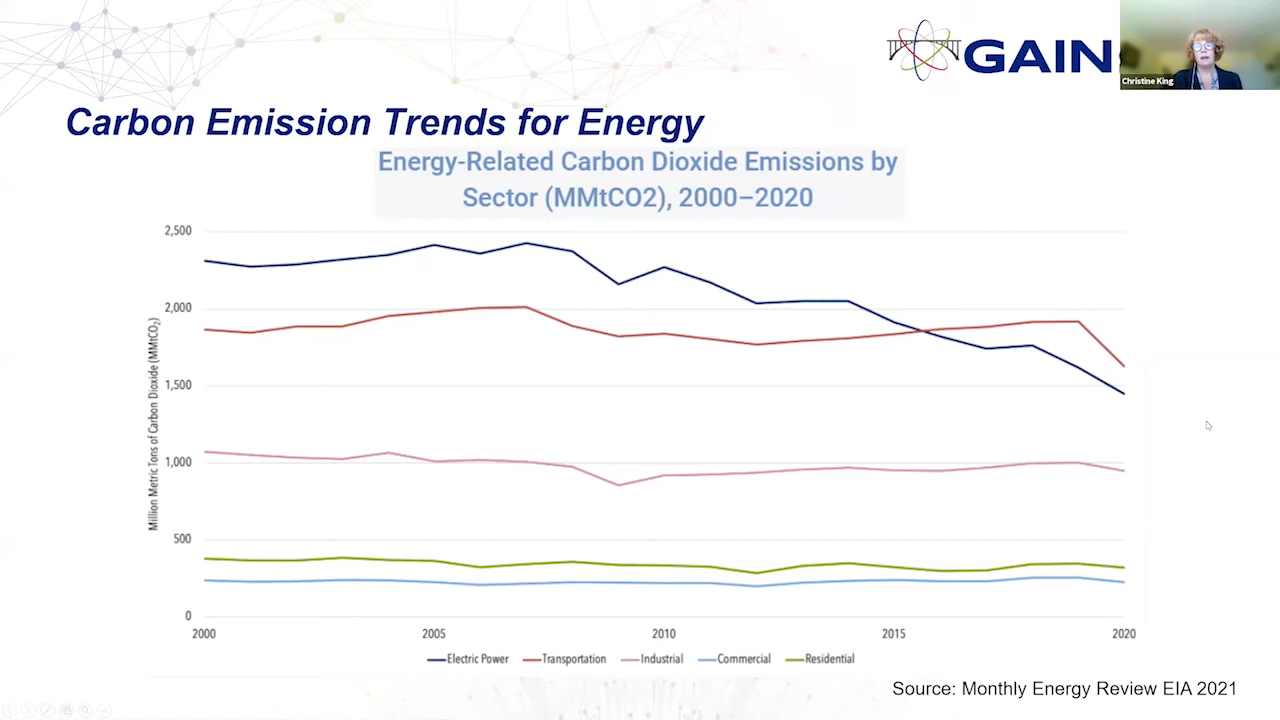 GAIN
Christine King
Carbon Emission Trends for Energy
Energy-Related Carbon Dioxide Emissions by
Sector (MMtCO2), 2000–2020
Million Metric Tons of Carbon Dioxide (MMtCO₂)
2,500
2,000
1,500
1,000
500
0
2000 2005 2010 2015 2020
Electric Power Transportation Industrial Commercial Residential
Source: Monthly Energy Review EIA 2021